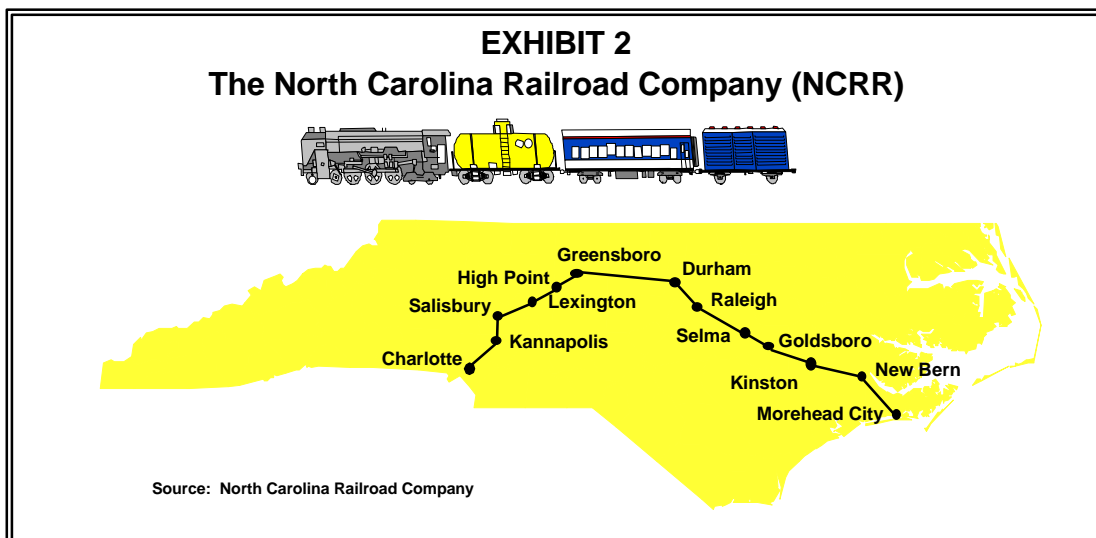 EXHIBIT 2
The North Carolina Railroad Company (NCRR)
Greensboro
Durham
High Point
Raleigh
Salisbury
Lexington
Selma
Goldsboro
Kannapolis
Charlotte
New Bern
Kinston
Morehead City
Source: North Carolina Railroad Company